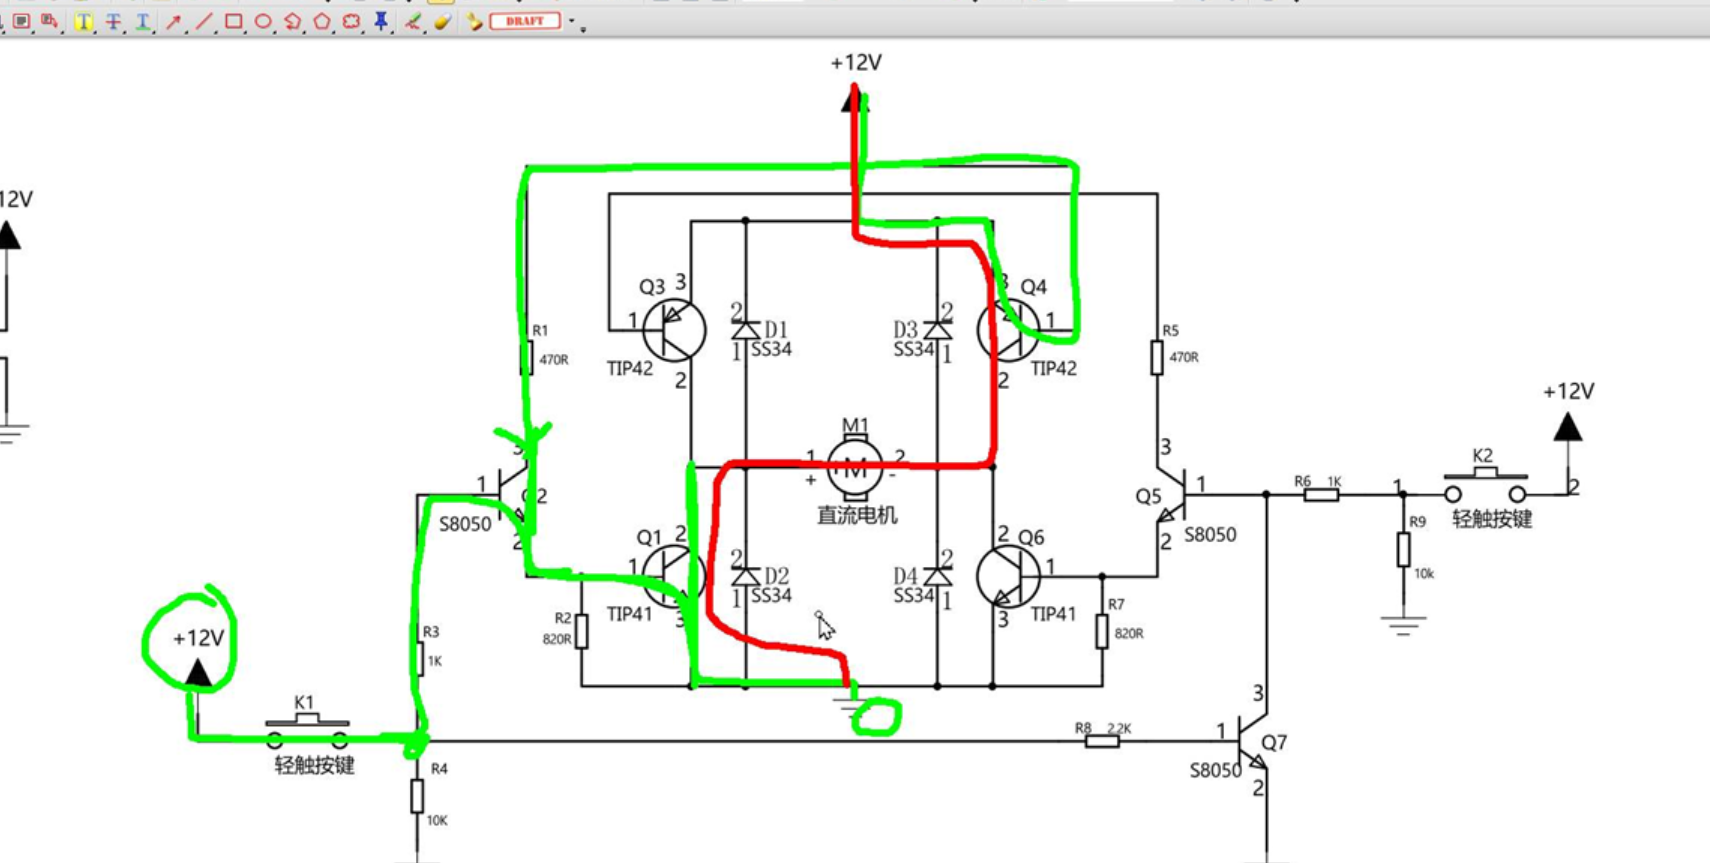 DRAFT
+12V
12V
Q3
3
3
Q4
1
1
2
D1
1
SS34
D3
2
SS34
1
TIP42
2
2
TIP42
R1
470R
R5
470R
+12V
M1
1
2
+
M
-
直流电机
3
1
Q2
S8050
2
3
Q5
1
S8050
2
R6
1K
1
K2
2
轻触按键
R9
10k
Q1
2
1
TIP41
3
2
D2
1
SS34
D4
2
SS34
1
2
Q6
1
TIP41
3
R2
820R
R7
820R
+12V
R3
1K
K1
轻触按键
R4
10K
R8
2.2K
1
3
Q7
S8050
2